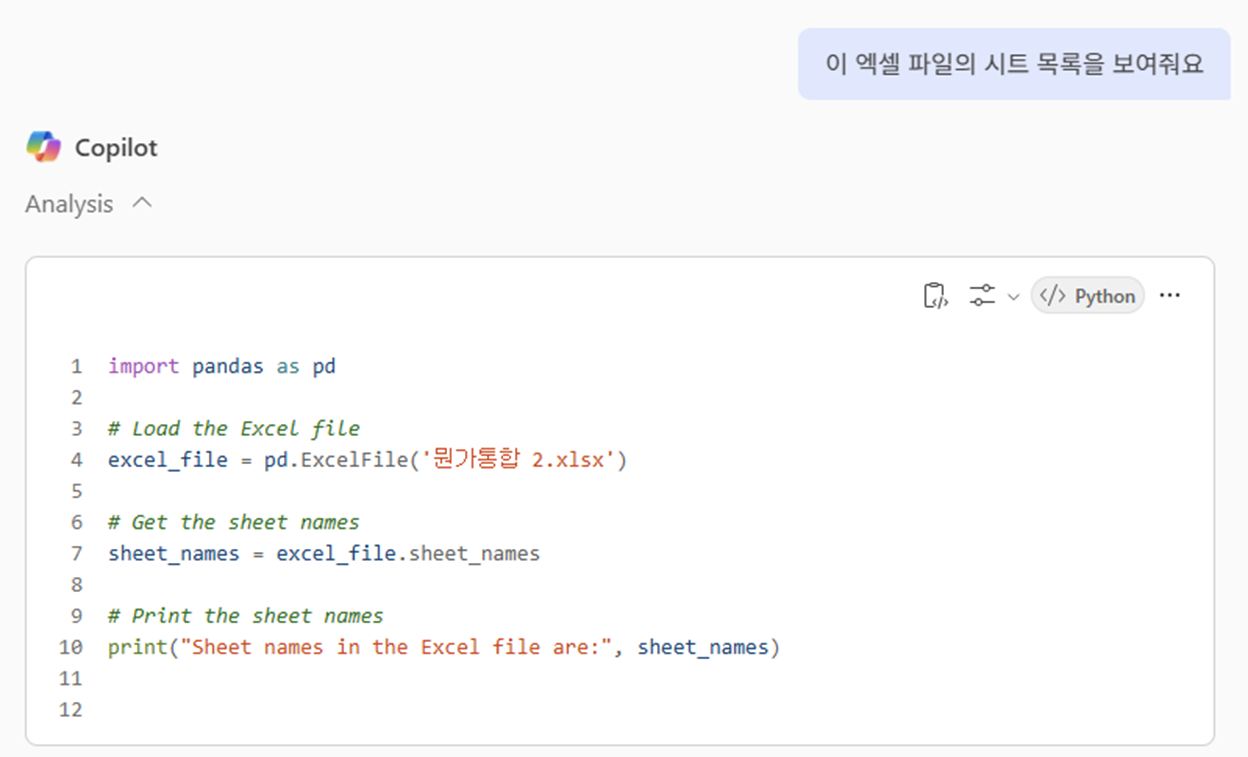 이 엑셀 파일의 시트 목록을 보여줘요
Copilot
Analysis
</> Python ...
1 import pandas as pd
2
3 # Load the Excel file
4 excel_file = pd.ExcelFile('뭔가통합 2.xlsx')
5
6 # Get the sheet names
7 sheet_names = excel_file.sheet_names
8
9 # Print the sheet names
10 print("Sheet names in the Excel file are:", sheet_names)
11
12